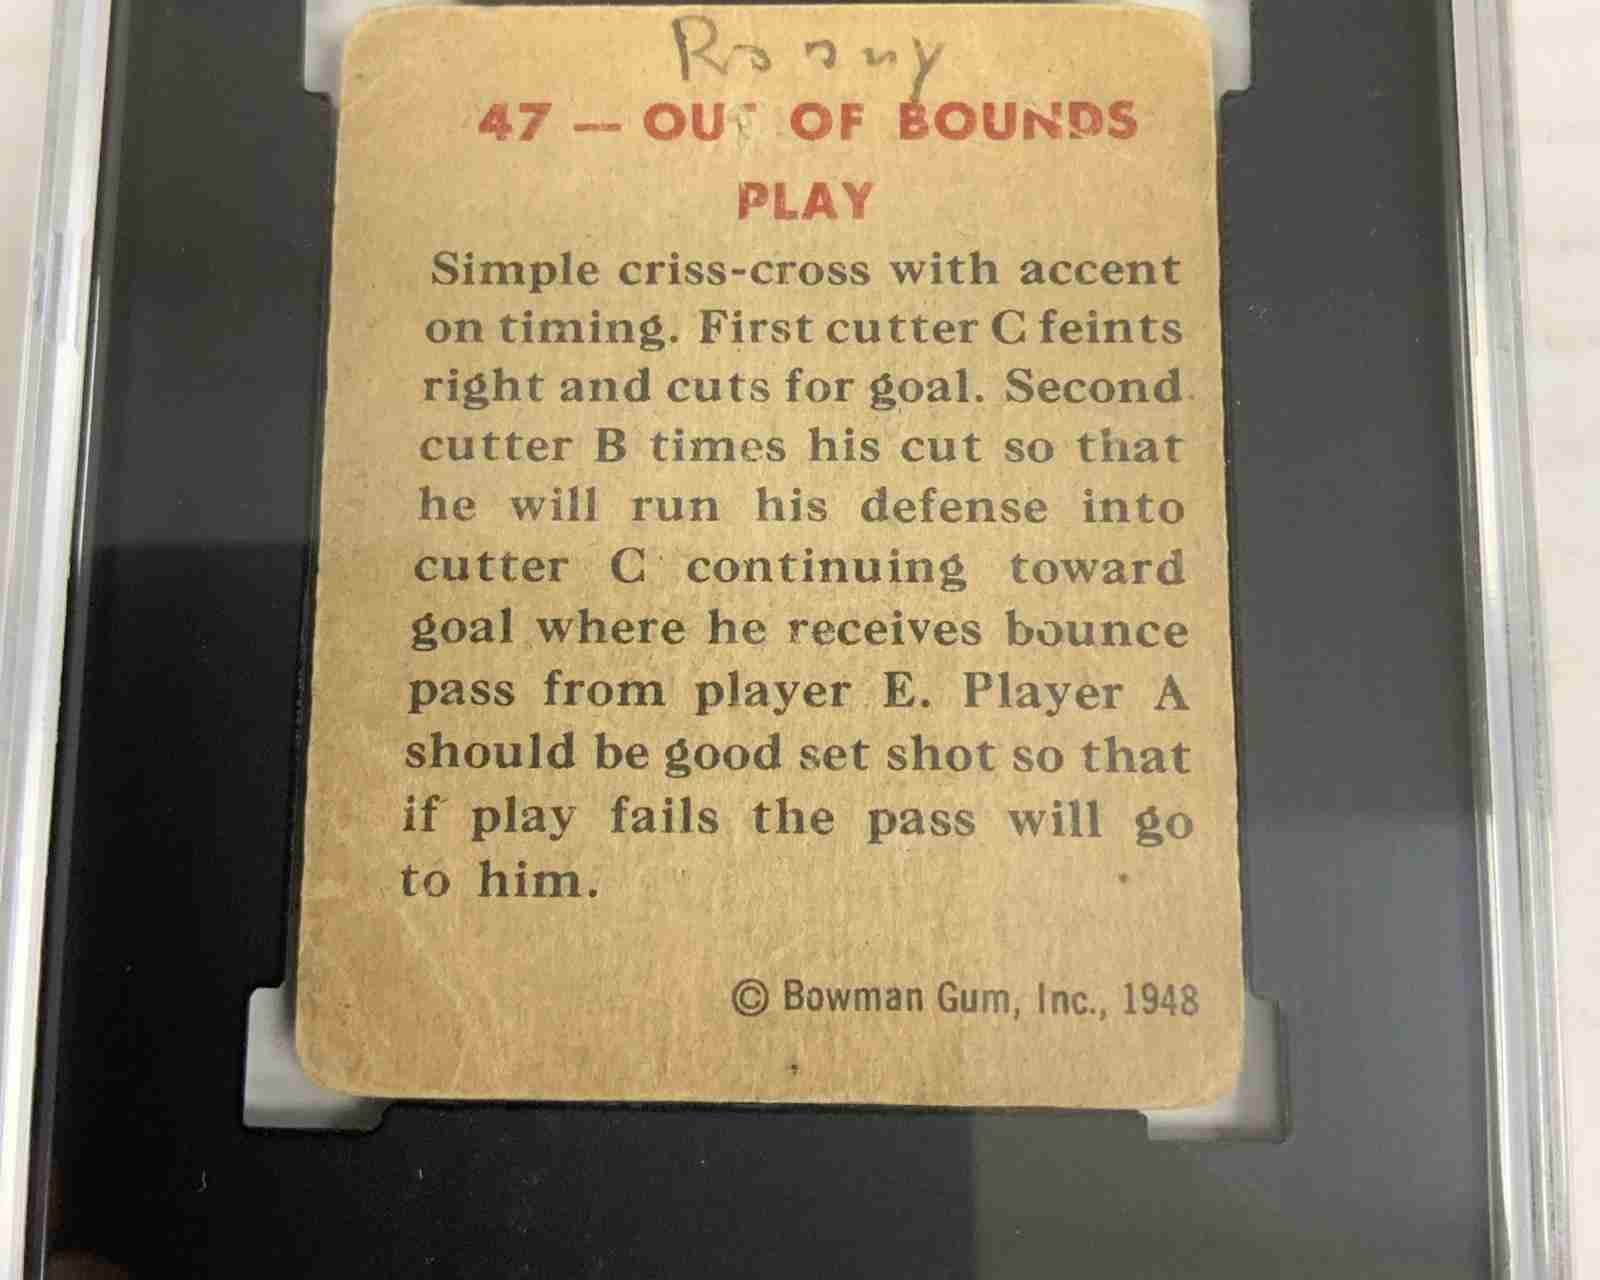 47 — OUT OF BOUNDS
PLAY
Simple criss-cross with accent
on timing. First cutter C feints
right and cuts for goal. Second
cutter B times his cut so that
he will run his defense into
cutter C continuing toward
goal where he receives bounce
pass from player E. Player A
should be good set shot so that
if play fails the pass will go
to him.
© Bowman Gum, Inc., 1948